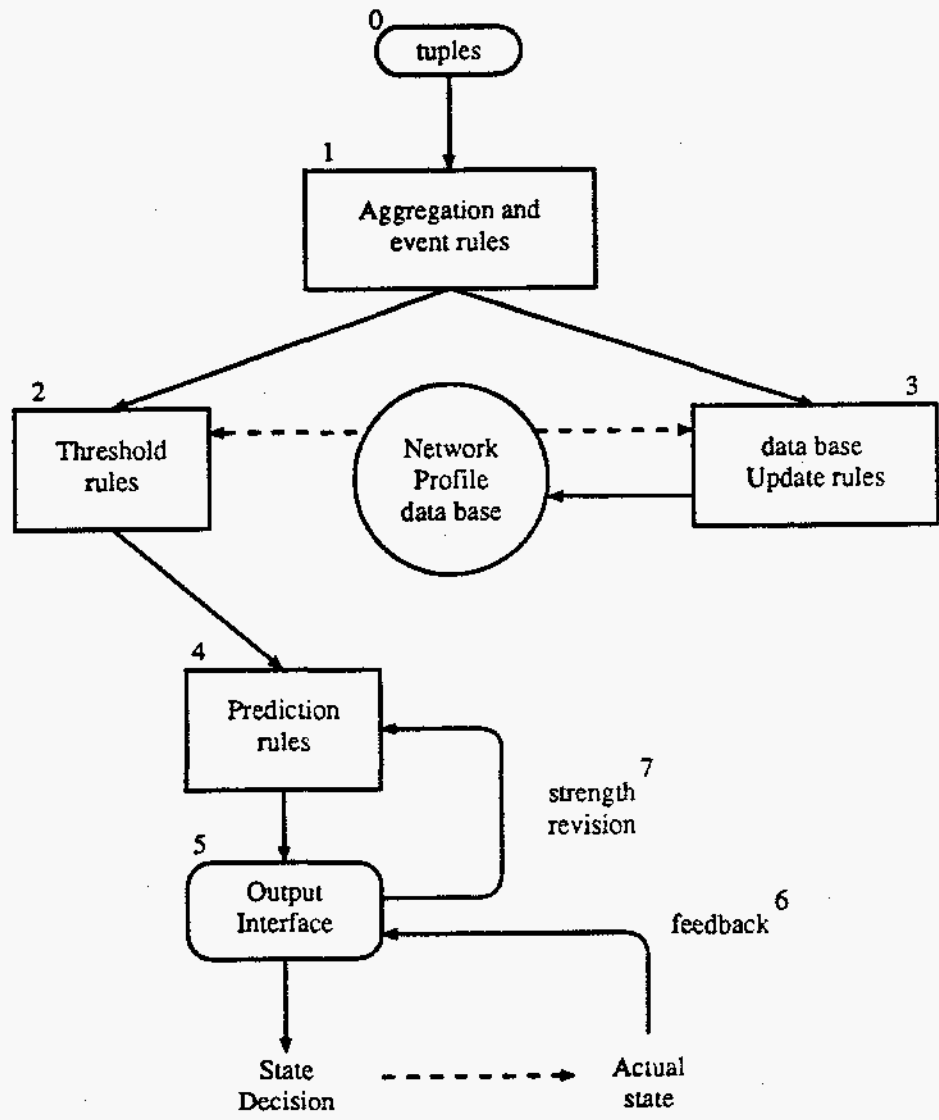 0
tuples
1
Aggregation and
event rules
2
Threshold
rules
Network
Profile
data base
3
data base
Update rules
4
Prediction
rules
7
strength
revision
5
Output
Interface
6
feedback
State
Decision
Actual
state